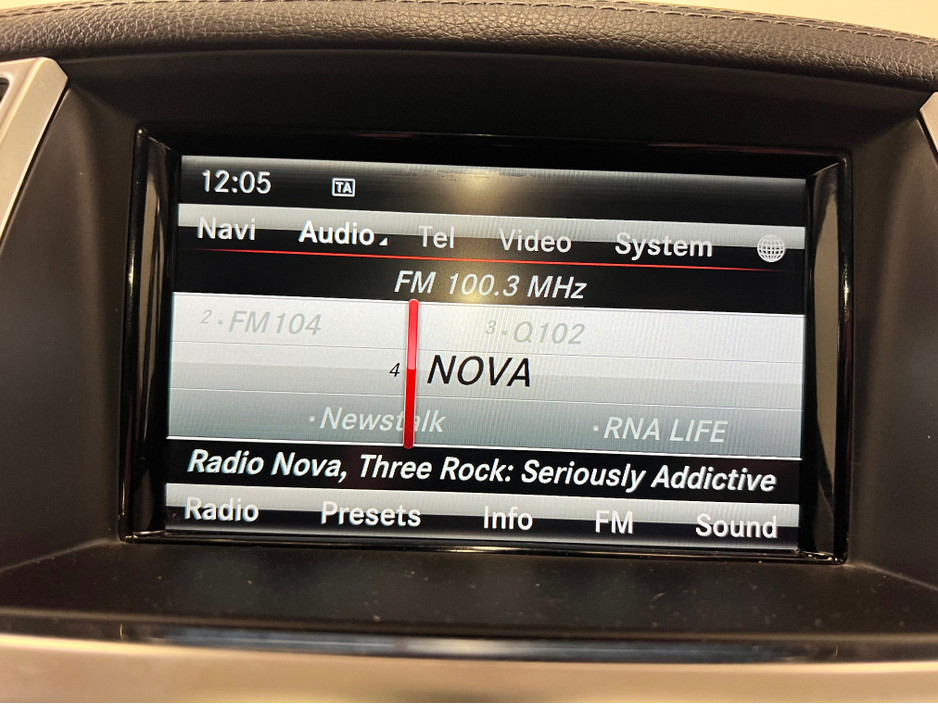 12:05 TA
Navi Audio Tel Video System
FM 100.3 MHz
2 · FM104 3 · Q102
4 NOVA
· Newstalk · RNA LIFE
Radio Nova, Three Rock: Seriously Addictive
Radio Presets Info FM Sound